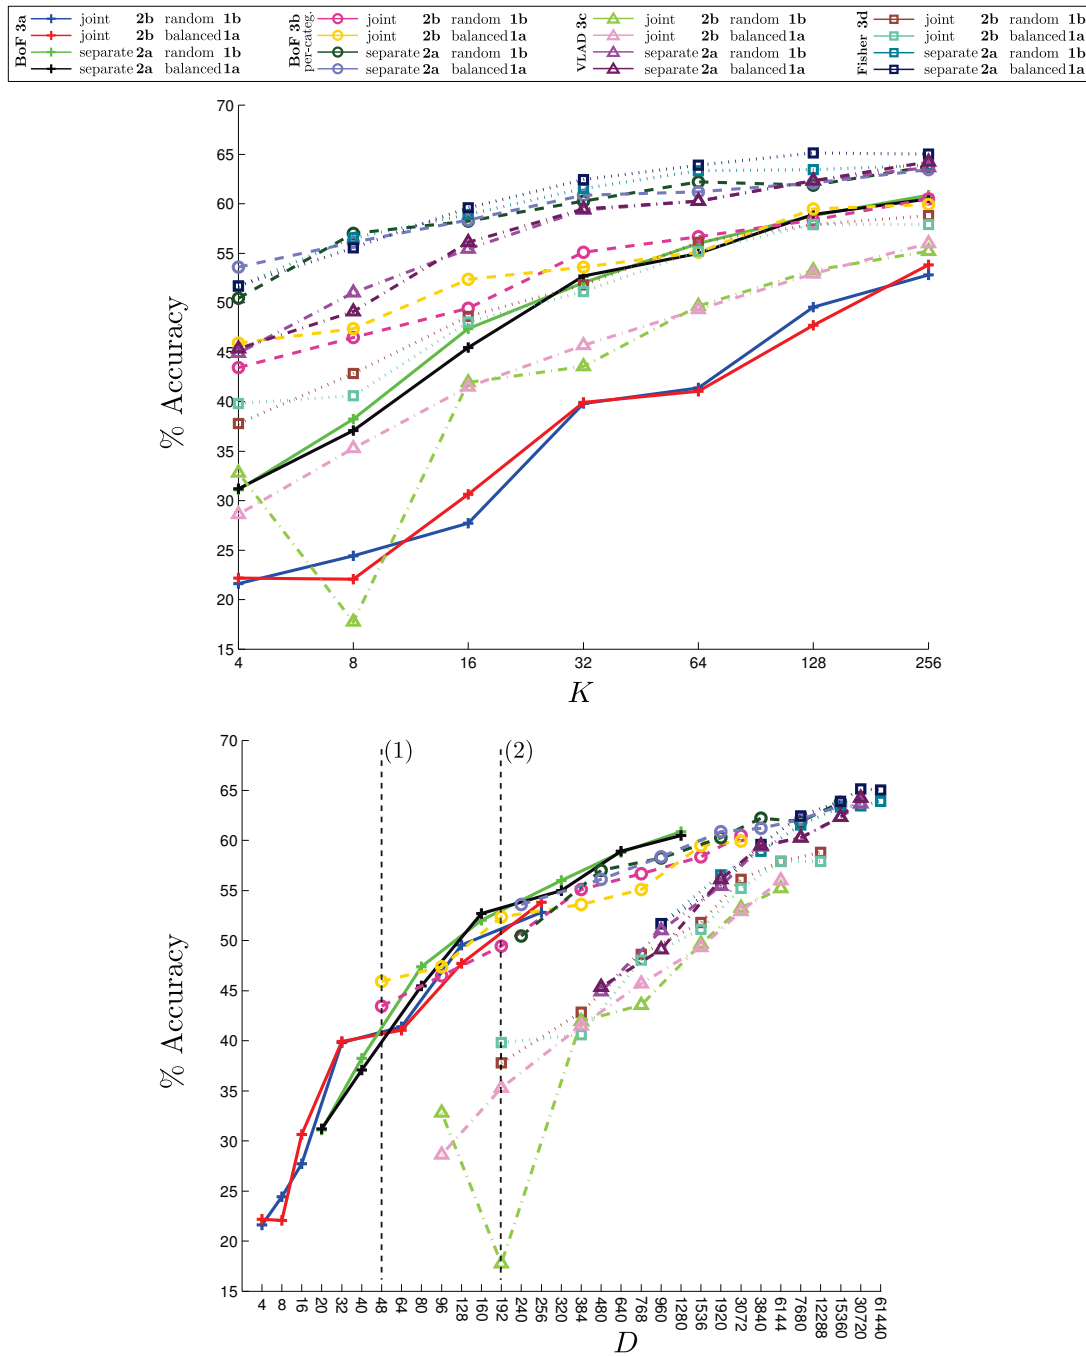 BoF 3a
joint 2b random 1b
joint 2b balanced 1a
separate 2a random 1b
separate 2a balanced 1a
BoF 3b
per-categ.
joint 2b random 1b
joint 2b balanced 1a
separate 2a random 1b
separate 2a balanced 1a
VLAD 3c
joint 2b random 1b
joint 2b balanced 1a
separate 2a random 1b
separate 2a balanced 1a
Fisher 3d
joint 2b random 1b
joint 2b balanced 1a
separate 2a random 1b
separate 2a balanced 1a
% Accuracy
70
65
60
55
50
45
40
35
30
25
20
15
4 8 16 32 64 128 256
K
(1) (2)
% Accuracy
70
65
60
55
50
45
40
35
30
25
20
15
4 8 16 20 32 40 48 64 80 96 128 160 192 240 256 320 384 480 640 768 960 1280 1536 1920 3072 3840 6144 7680 12288 15360 30720 61440
D